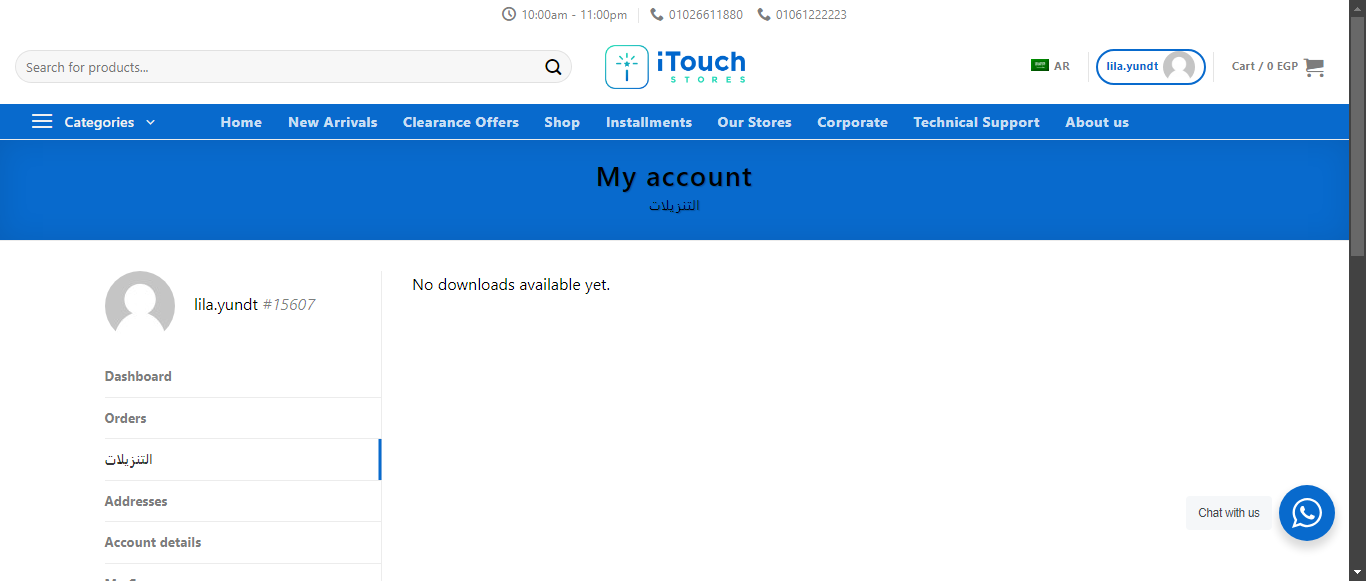 10:00am - 11:00pm 01026611880 01061222223
Search for products...
iTouch
STORES
AR
lila.yundt
Cart / 0 EGP
Categories Home New Arrivals Clearance Offers Shop Installments Our Stores Corporate Technical Support About us
My account
التنزيلات
lila.yundt #15607
No downloads available yet.
Dashboard
Orders
التنزيلات
Addresses
Account details
Chat with us